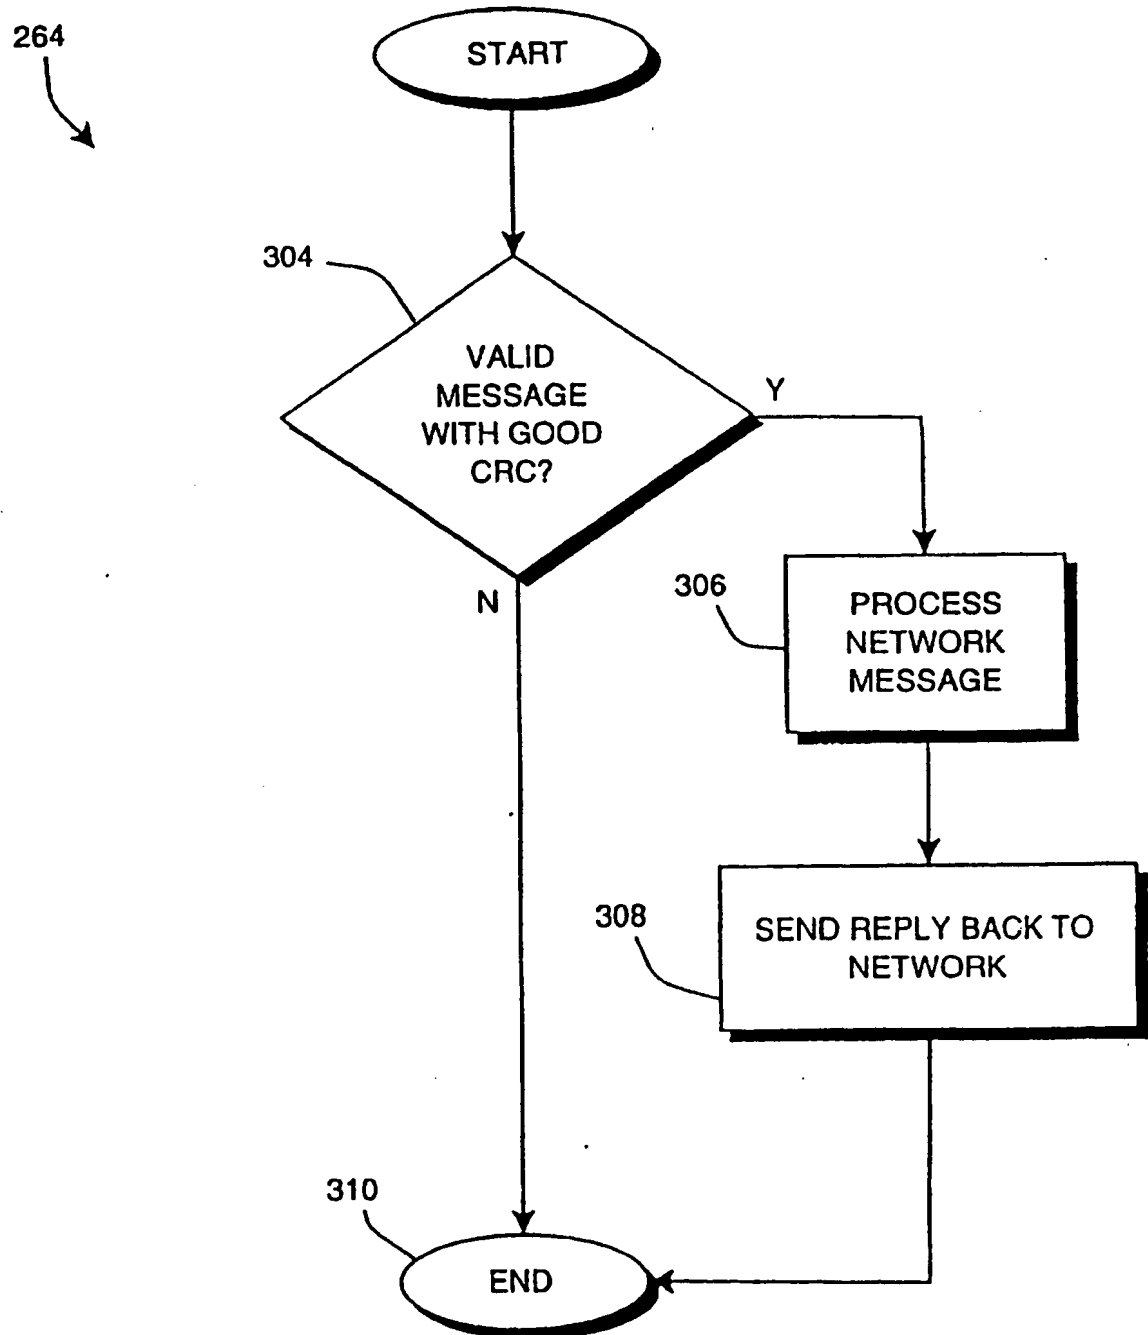 264
START
304
VALID
MESSAGE
WITH GOOD
CRC?
Y
N
306
PROCESS
NETWORK
MESSAGE
308
SEND REPLY BACK TO
NETWORK
310
END